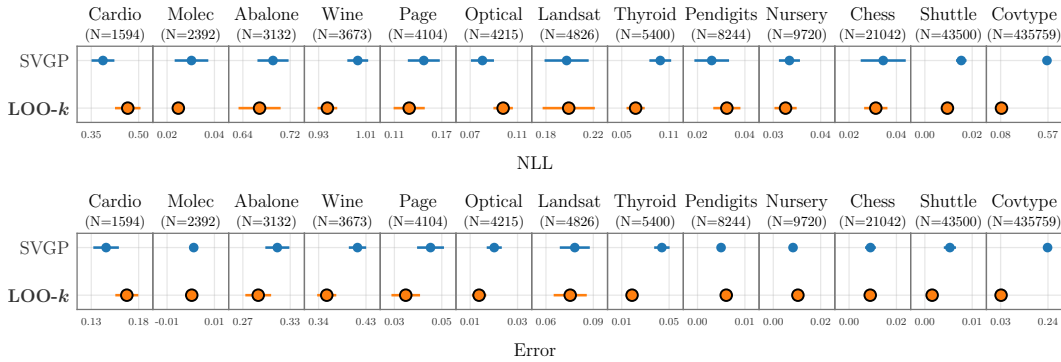 Cardio Molec Abalone Wine Page Optical Landsat Thyroid Pendigits Nursery Chess Shuttle Covtype
(N=1594) (N=2392) (N=3132) (N=3673) (N=4104) (N=4215) (N=4826) (N=5400) (N=8244) (N=9720) (N=21042) (N=43500) (N=435759)
SVGP
LOO-k
0.35 0.50 0.02 0.04 0.64 0.72 0.93 1.01 0.11 0.17 0.07 0.11 0.18 0.22 0.05 0.11 0.02 0.04 0.03 0.04 0.02 0.04 0.00 0.02 0.08 0.57
NLL
Cardio Molec Abalone Wine Page Optical Landsat Thyroid Pendigits Nursery Chess Shuttle Covtype
(N=1594) (N=2392) (N=3132) (N=3673) (N=4104) (N=4215) (N=4826) (N=5400) (N=8244) (N=9720) (N=21042) (N=43500) (N=435759)
SVGP
LOO-k
0.13 0.18 -0.01 0.01 0.27 0.33 0.34 0.43 0.03 0.05 0.01 0.03 0.06 0.09 0.01 0.05 0.00 0.01 0.00 0.02 0.00 0.02 0.00 0.01 0.03 0.24
Error